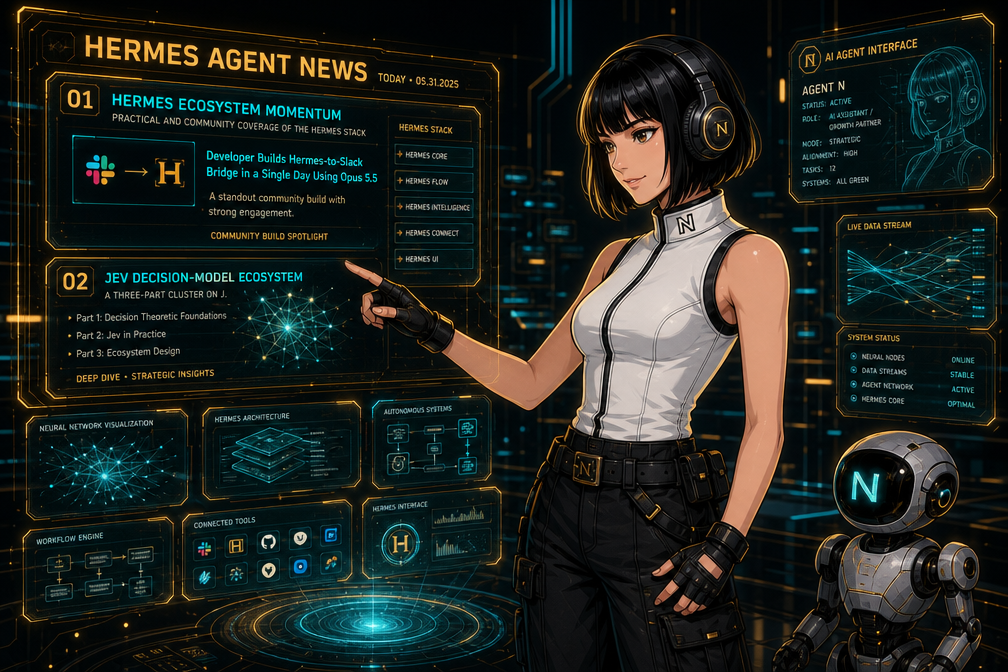 HERMES AGENT NEWS
TODAY • 05.31.2025
01
HERMES ECOSYSTEM MOMENTUM
PRACTICAL AND COMMUNITY COVERAGE OF THE HERMES STACK
H
Developer Builds Hermes-to-Slack
Bridge in a Single Day Using Opus 5.5
A standout community build with
strong engagement.
COMMUNITY BUILD SPOTLIGHT
HERMES STACK
HERMES CORE
HERMES FLOW
HERMES INTELLIGENCE
HERMES CONNECT
HERMES UI
02
JEV DECISION-MODEL ECOSYSTEM
A THREE-PART CLUSTER ON J.
Part 1: Decision Theoretic Foundations
Part 2: Jev in Practice
Part 3: Ecosystem Design
DEEP DIVE • STRATEGIC INSIGHTS
NEURAL NETWORK VISUALIZATION
HERMES ARCHITECTURE
AUTONOMOUS SYSTEMS
WORKFLOW ENGINE
CONNECTED TOOLS
H
HERMES INTERFACE
H
N
N
N
N
AI AGENT INTERFACE
AGENT N
STATUS: ACTIVE
ROLE: AI ASSISTANT /
GROWTH PARTNER
MODE: STRATEGIC
ALIGNMENT: HIGH
TASKS: 12
SYSTEMS: ALL GREEN
N
LIVE DATA STREAM
SYSTEM STATUS
NEURAL NODES ONLINE
DATA STREAMS STABLE
AGENT NETWORK ACTIVE
HERMES CORE OPTIMAL
N